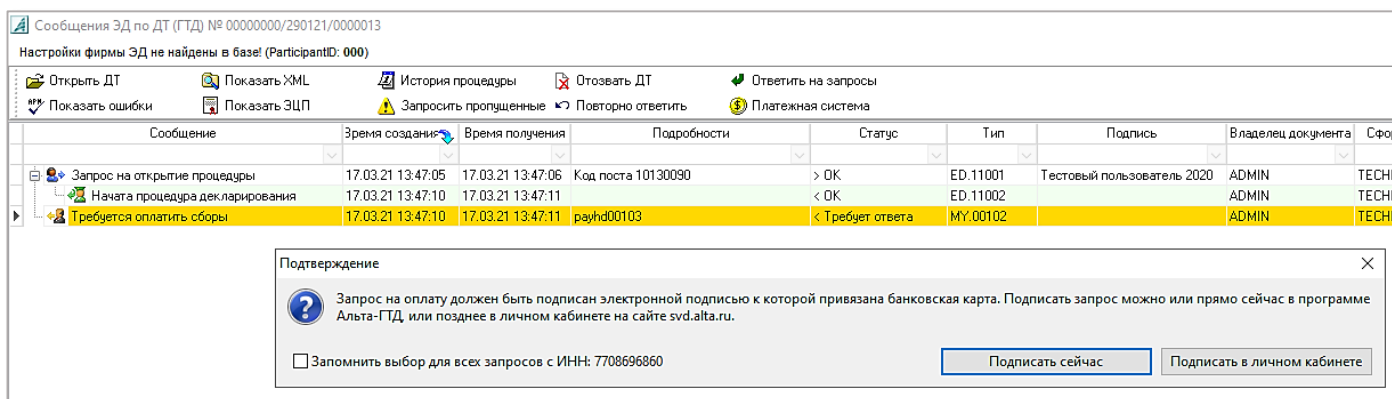 Сообщения ЭД по ДТ (ГТД) № 00000000/290121/0000013
Настройки фирмы ЭД не найдены в базе! (ParticipantID: 000)
Открыть ДТ Показать XML История процедуры Отозвать ДТ Ответить на запросы
Показать ошибки Показать ЭЦП Запросить пропущенные Повторно ответить Платежная система
Сообщение Время создания Время получения Подробности Статус Тип Подпись Владелец документа Сфор
Запрос на открытие процедуры 17.03.21 13:47:05 17.03.21 13:47:06 Код поста 10130090 > OK ED.11001 Тестовый пользователь 2020 ADMIN TECH
Начата процедура декларирования 17.03.21 13:47:10 17.03.21 13:47:11 < OK ED.11002 ADMIN TECH
Требуется оплатить сборы 17.03.21 13:47:10 17.03.21 13:47:11 payhd00103 < Требует ответа MY.00102 ADMIN TECH
Подтверждение
Запрос на оплату должен быть подписан электронной подписью к которой привязана банковская карта. Подписать запрос можно или прямо сейчас в программе
Альта-ГТД, или позднее в личном кабинете на сайте svd.alta.ru.
Запомнить выбор для всех запросов с ИНН: 7708696860 Подписать сейчас Подписать в личном кабинете